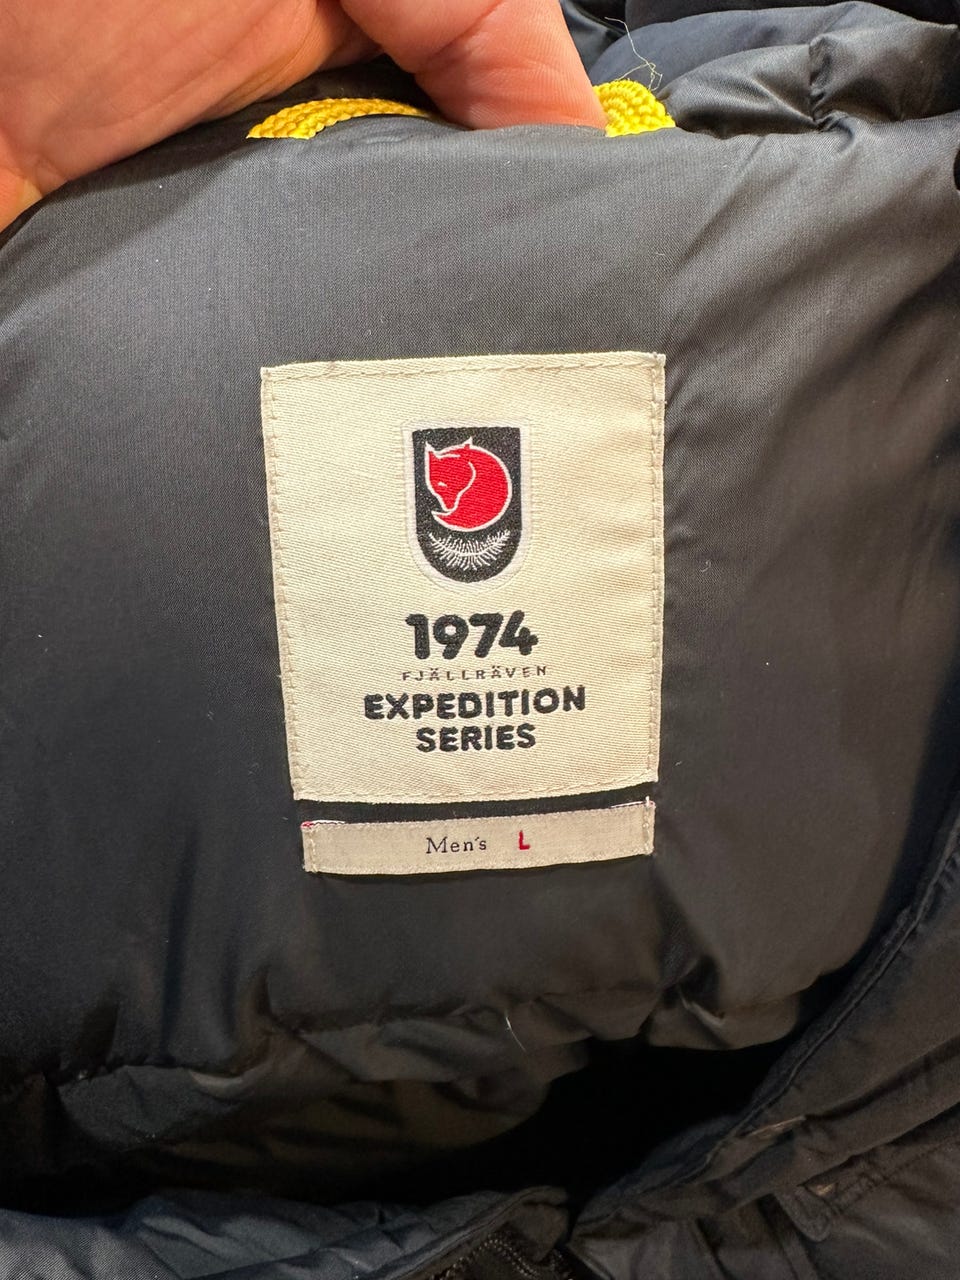 1974
FJÄLLRÄVEN
EXPEDITION
SERIES
Men's L